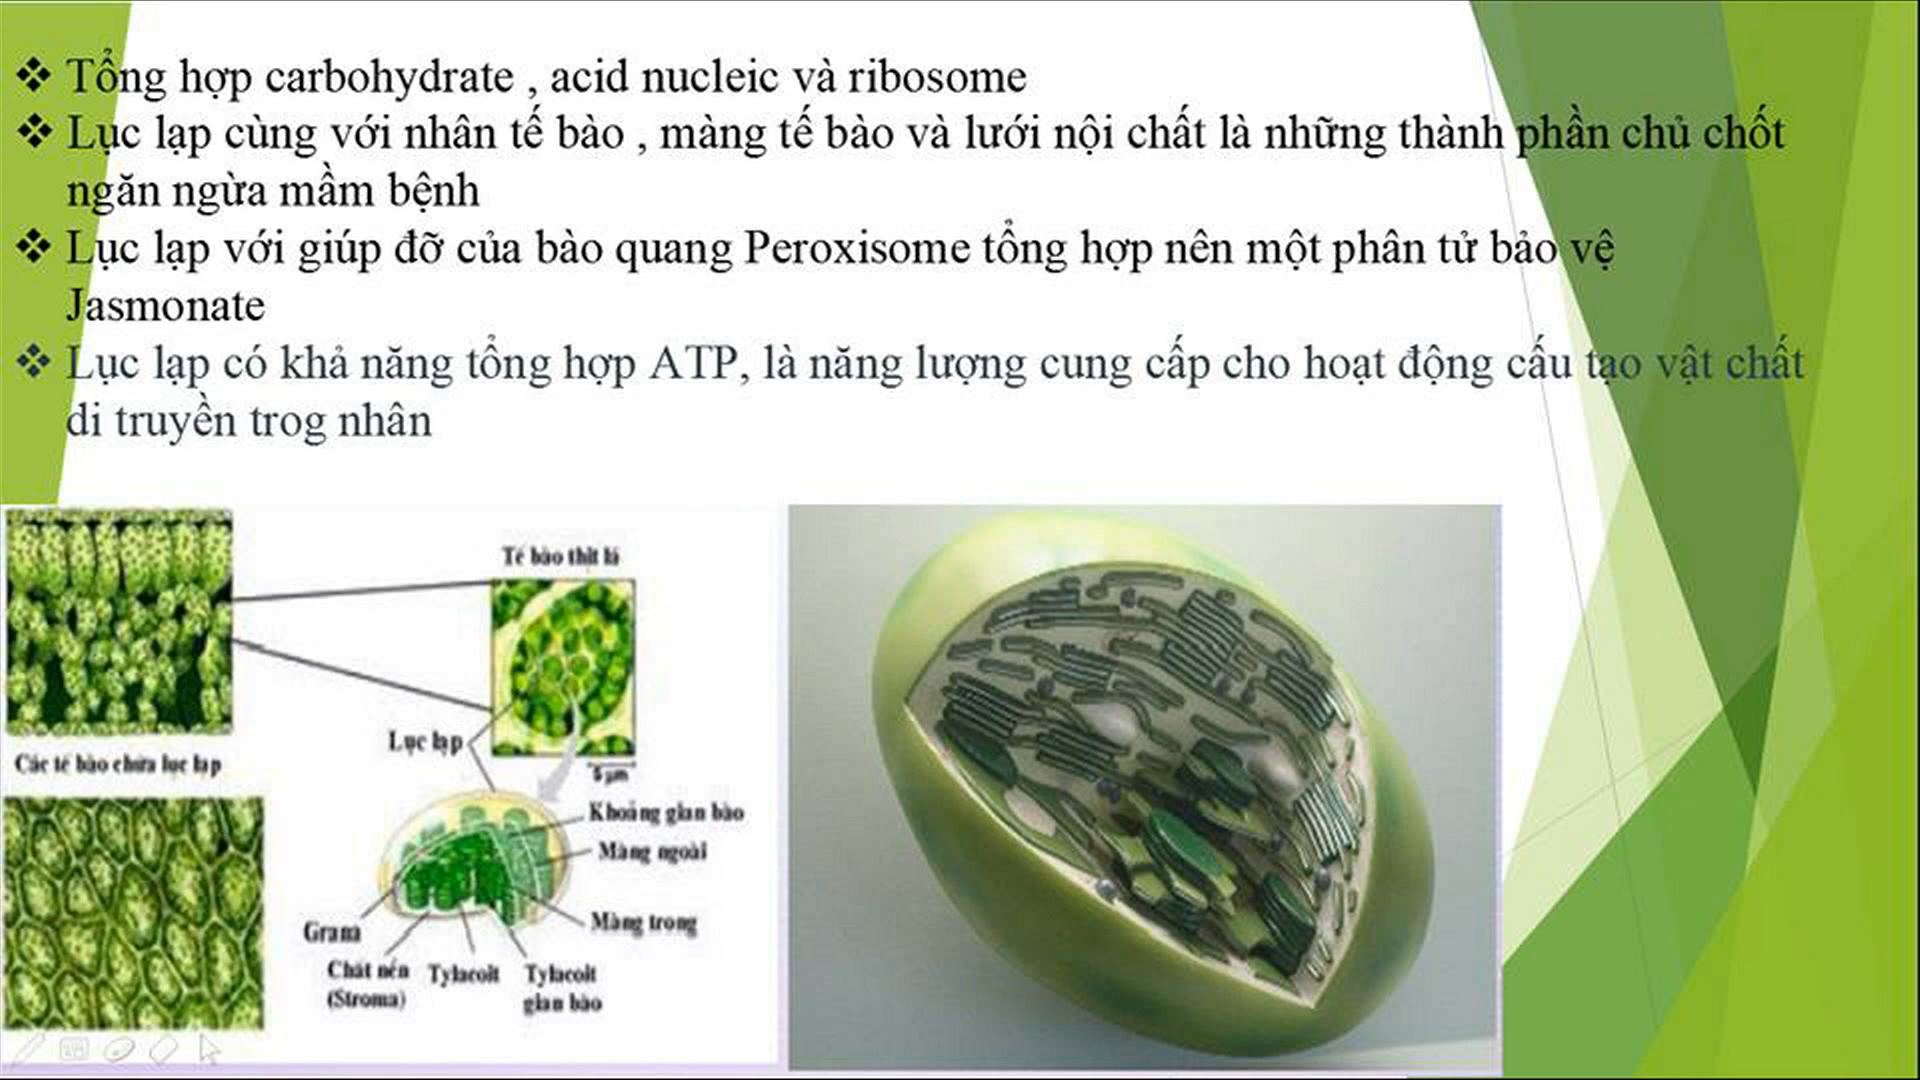 Tổng hợp carbohydrate , acid nucleic và ribosome
Lục lạp cùng với nhân tế bào , màng tế bào và lưới nội chất là những thành phần chủ chốt
ngăn ngừa mầm bệnh
Lục lạp với giúp đỡ của bào quang Peroxisome tổng hợp nên một phân tử bảo vệ
Jasmonate
Lục lạp có khả năng tổng hợp ATP, là năng lượng cung cấp cho hoạt động cấu tạo vật chất
di truyền trog nhân
Tế bào thịt lá
Lục lạp
Các tế bào chứa lục lạp
5 µm
Khoảng gian bào
Màng ngoài
Màng trong
Grana
Chất nền
(Stroma)
Tylacoit
Tylacoit
gian bào